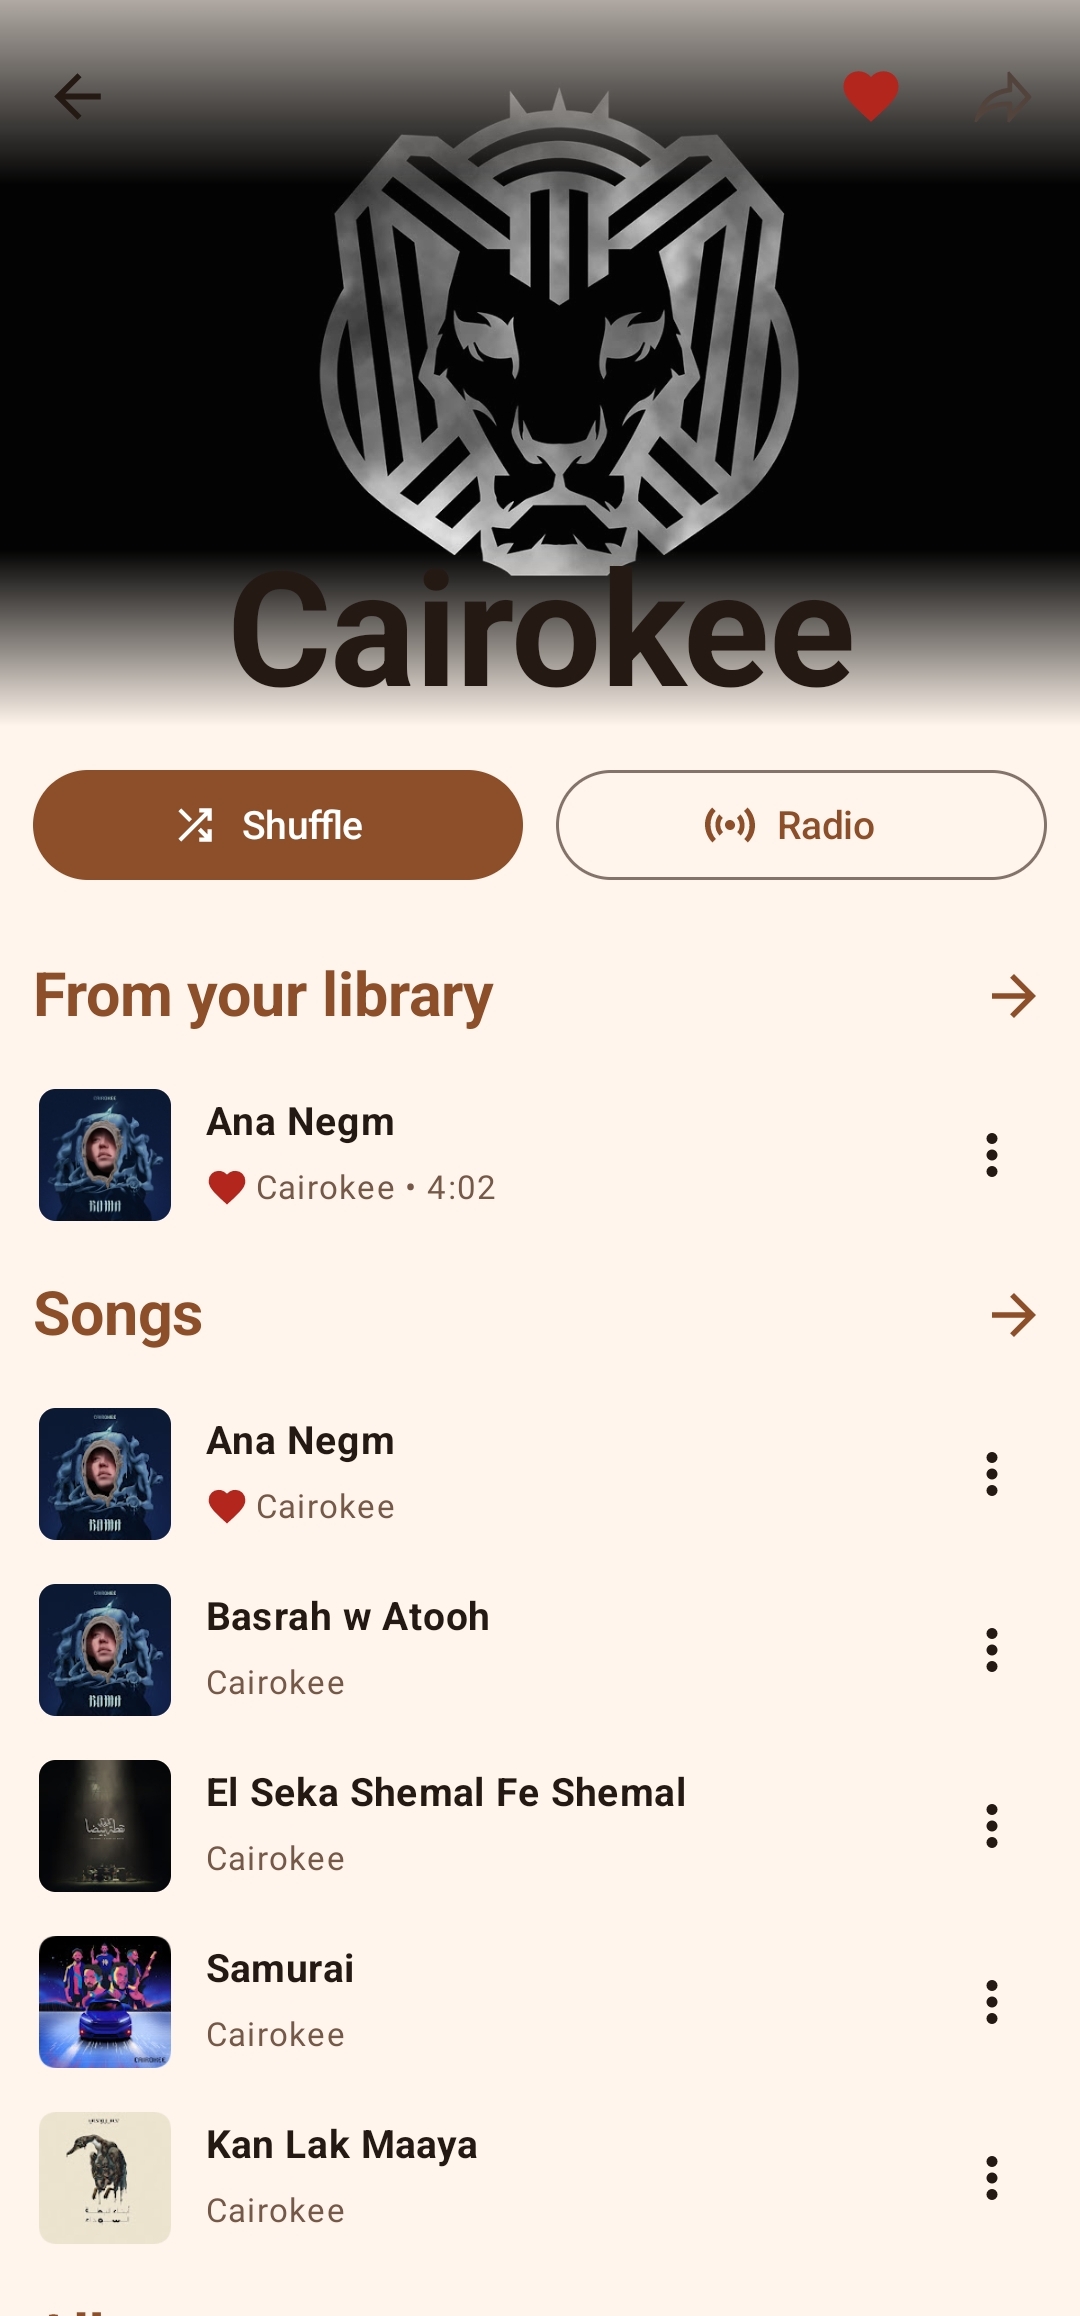 Cairokee
Shuffle
Radio
From your library
Ana Negm
Cairokee • 4:02
Songs
Ana Negm
Cairokee
Basrah w Atooh
Cairokee
El Seka Shemal Fe Shemal
Cairokee
Samurai
Cairokee
Kan Lak Maaya
Cairokee